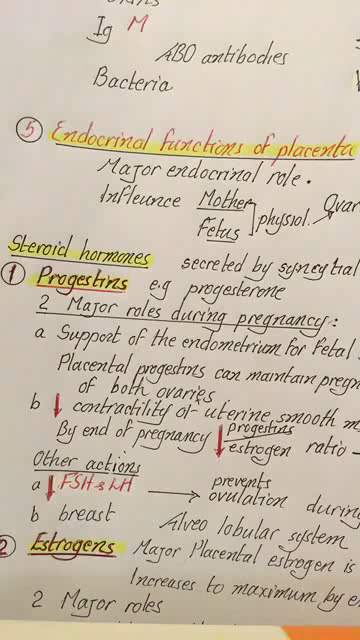 Ig M
ABO antibodies
Bacteria
5 Endocrinal functions of placenta
Major endocrinal role.
Influence Mother
Fetus physiol. Ovar
Steroid hormones secreted by syncytial
1 Progestins e.g progesterone
2 Major roles during pregnancy:
a Support of the endometrium for Fetal
Placental progestins can maintain pregn
of both ovaries
b ↓ contractility of uterine smooth m
By end of pregnancy ↓ progestins
estrogen ratio
Other actions
a ↓ FSH & LH → prevents
ovulation during
b breast Alveo lobular system
2 Estrogens Major Placental estrogen is
Increases to maximum by e
2 Major roles